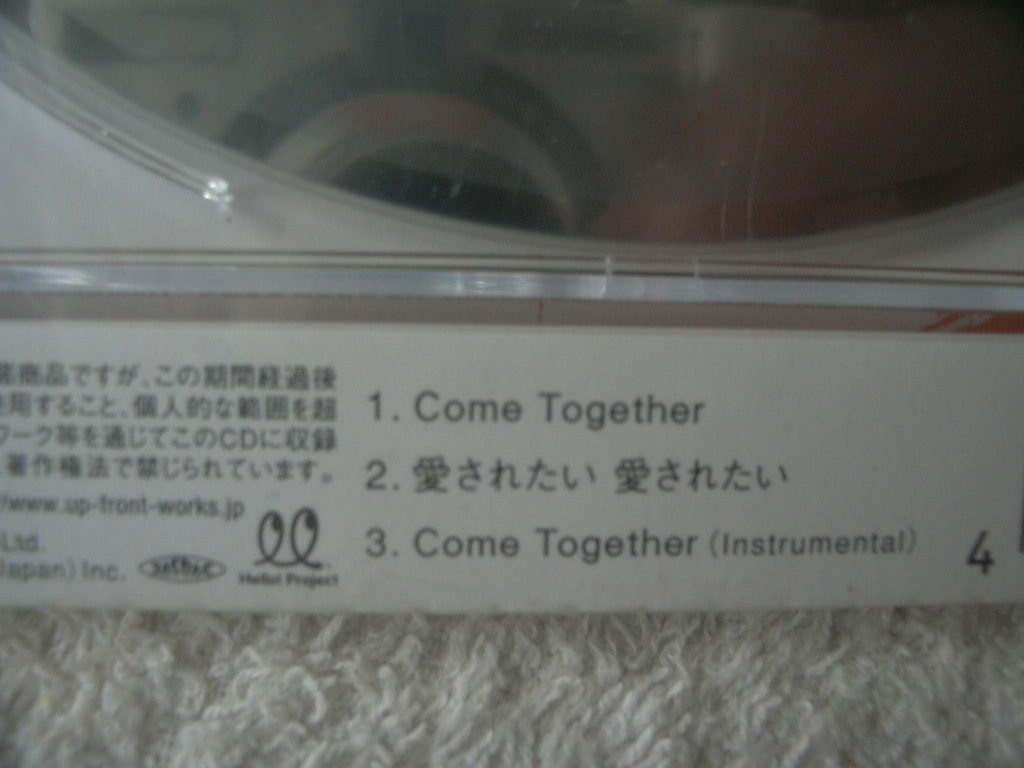 商品ですが、この期間経過後
使用すること、個人的な範囲を超
ワーク等を通じてこのCDに収録
著作権法で禁じられています。
//www.up-front-works.jp
Ltd.
Japan) Inc.
JASRAC
Hello! Project
1. Come Together
2. 愛されたい 愛されたい
3. Come Together (Instrumental)
4